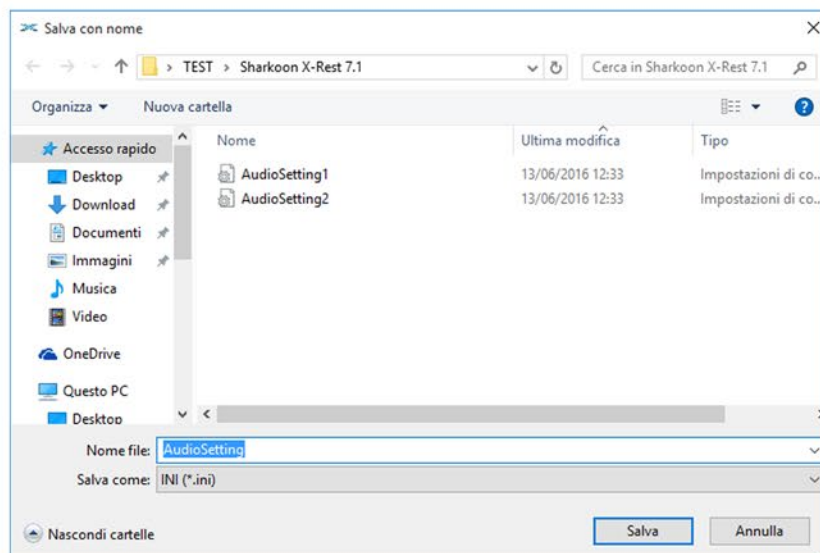 Salva con nome
TEST › Sharkoon X-Rest 7.1
Cerca in Sharkoon X-Rest 7.1
Organizza
Nuova cartella
Accesso rapido
Desktop
Download
Documenti
Immagini
Musica
Video
OneDrive
Questo PC
Desktop
Nome Ultima modifica Tipo
AudioSetting1 13/06/2016 12:33 Impostazioni di co...
AudioSetting2 13/06/2016 12:33 Impostazioni di co...
Nome file: AudioSetting
Salva come: INI (*.ini)
Nascondi cartelle
Salva
Annulla